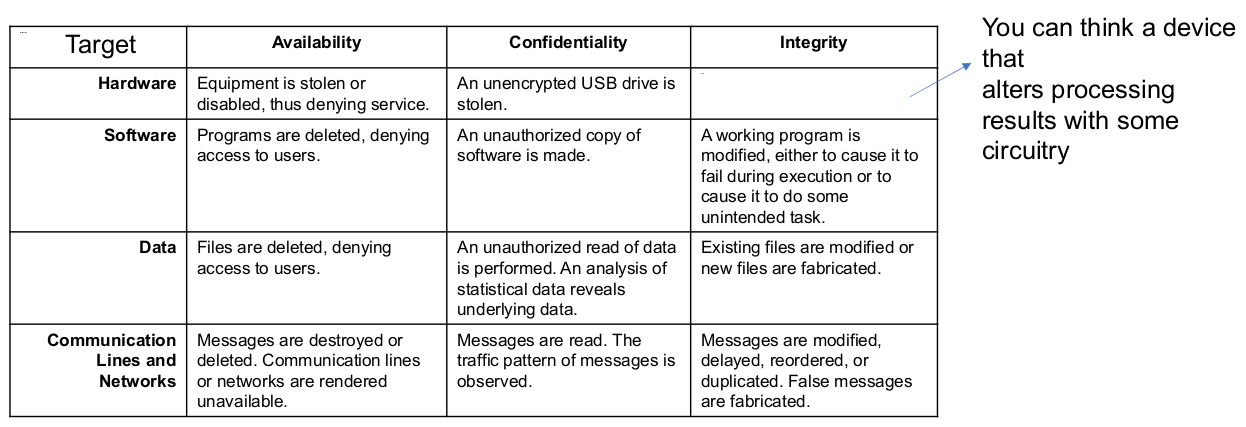 Target Availability Confidentiality Integrity
Hardware
Equipment is stolen or
disabled, thus denying service.
An unencrypted USB drive is
stolen.
Software
Programs are deleted, denying
access to users.
An unauthorized copy of
software is made.
A working program is
modified, either to cause it to
fail during execution or to
cause it to do some
unintended task.
Data
Files are deleted, denying
access to users.
An unauthorized read of data
is performed. An analysis of
statistical data reveals
underlying data.
Existing files are modified or
new files are fabricated.
Communication
Lines and
Networks
Messages are destroyed or
deleted. Communication lines
or networks are rendered
unavailable.
Messages are read. The
traffic pattern of messages is
observed.
Messages are modified,
delayed, reordered, or
duplicated. False messages
are fabricated.
You can think a device
that
alters processing
results with some
circuitry